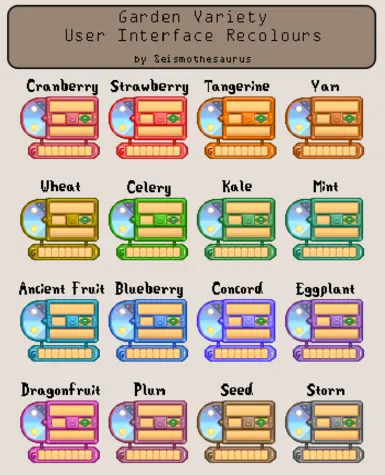 Garden Variety
User Interface Recolours
by Seismothesaurus
Cranberry Strawberry Tangerine Yam
Wheat Celery Kale Mint
Ancient Fruit Blueberry Concord Eggplant
Dragonfruit Plum Seed Storm